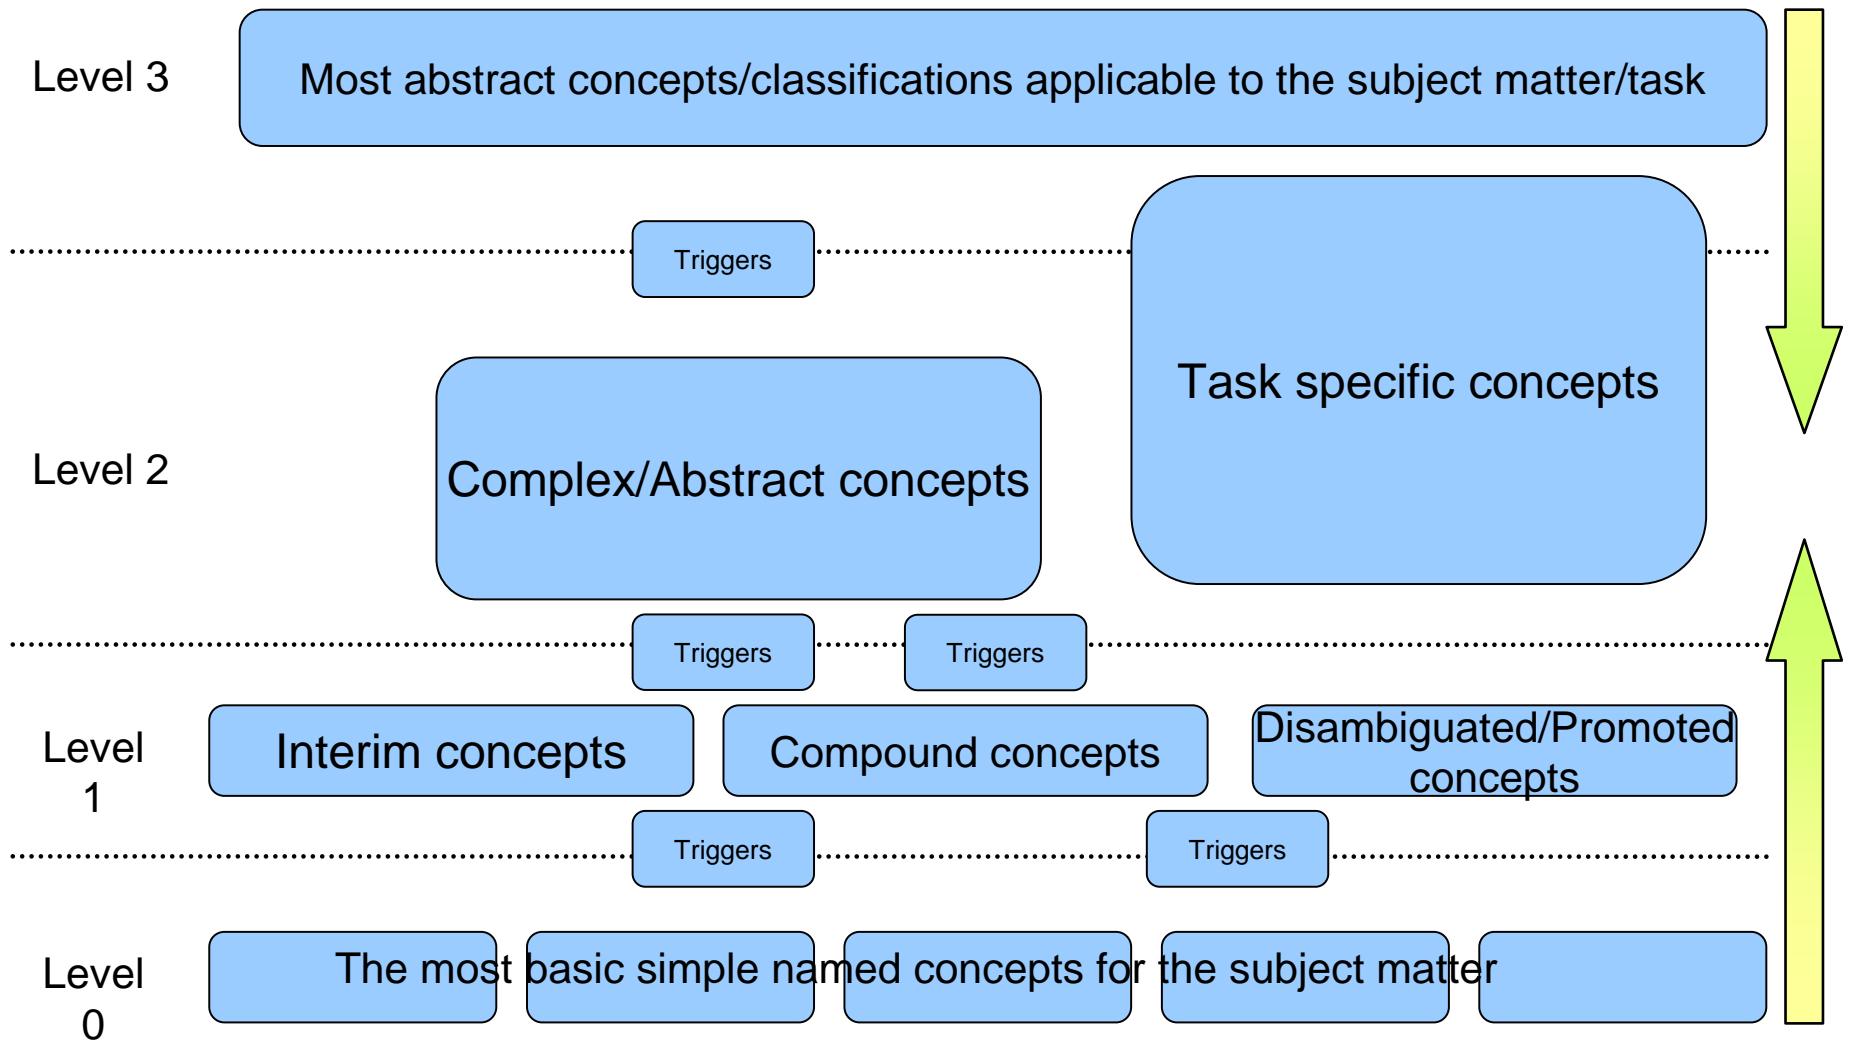 Level 3
Most abstract concepts/classifications applicable to the subject matter/task
Triggers
Task specific concepts
Level 2
Complex/Abstract concepts
Triggers
Triggers
Level
1
Interim concepts
Compound concepts
Disambiguated/Promoted
concepts
Triggers
Triggers
Level
0
The most basic simple named concepts for the subject matter